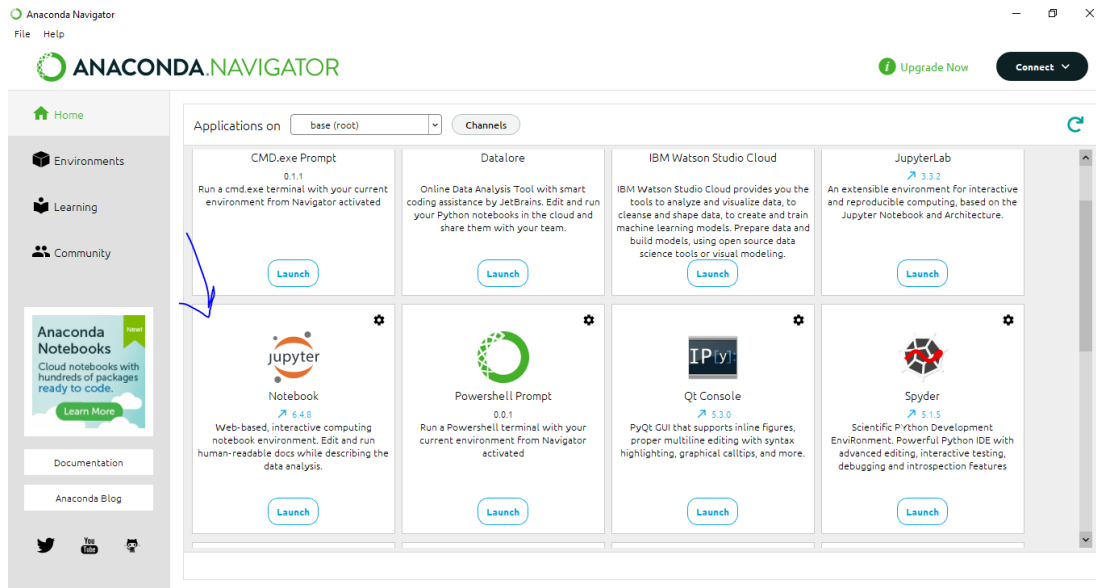 Anaconda Navigator
File Help
ANACONDA.NAVIGATOR
i Upgrade Now
Connect
Home
Environments
Learning
Community
Anaconda
Notebooks
New!
Cloud notebooks with
hundreds of packages
ready to code.
Learn More
Documentation
Anaconda Blog
You
Tube
Applications on base (root) Channels
CMD.exe Prompt
0.1.1
Run a cmd.exe terminal with your current
environment from Navigator activated
Launch
Datalore
Online Data Analysis Tool with smart
coding assistance by JetBrains. Edit and run
your Python notebooks in the cloud and
share them with your team.
Launch
IBM Watson Studio Cloud
IBM Watson Studio Cloud provides you the
tools to analyze and visualize data, to
cleanse and shape data, to create and train
machine learning models. Prepare data and
build models, using open source data
science tools or visual modeling.
Launch
JupyterLab
3.3.2
An extensible environment for interactive
and reproducible computing, based on the
Jupyter Notebook and Architecture.
Launch
jupyter
Notebook
6.4.8
Web-based, interactive computing
notebook environment. Edit and run
human-readable docs while describing the
data analysis.
Launch
Powershell Prompt
0.0.1
Run a Powershell terminal with your
current environment from Navigator
activated
Launch
IP[y]:
Qt Console
5.3.0
PyQt GUI that supports inline figures,
proper multiline editing with syntax
highlighting, graphical calltips, and more.
Launch
Spyder
5.1.5
Scientific PYthon Development
EnviRonment. Powerful Python IDE with
advanced editing, interactive testing,
debugging and introspection features
Launch